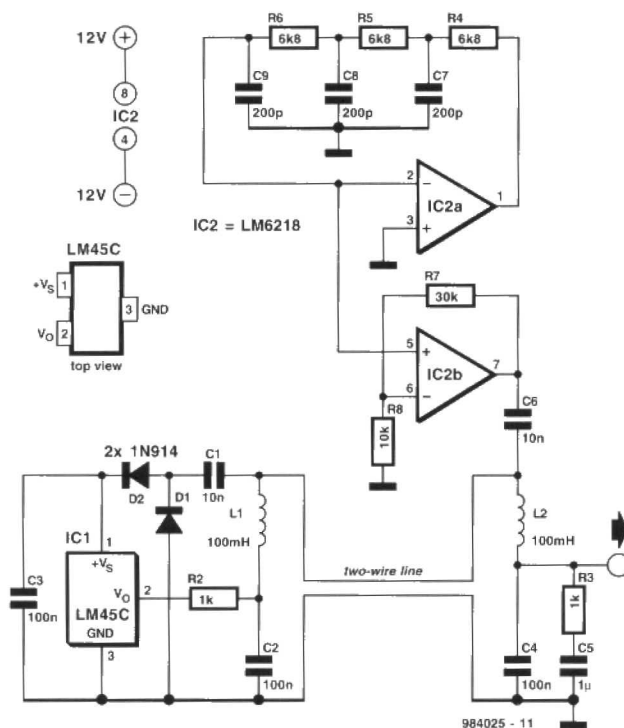 R6
R5
R4
6k8
6k8
6k8
12V +
C9
C8
C7
200p
200p
200p
8
IC2
4
12V −
2
−
1
IC2a
3
+
IC2 = LM6218
LM45C
+VS 1
3 GND
VO 2
top view
R7
30k
5
+
7
IC2b
6
−
R8
10k
C6
10n
2x 1N914
C1
D2
D1
10n
L1
100mH
L2
100mH
IC1
1
+VS
C3
100n
VO
2
LM45C
GND
3
R2
1k
two-wire line
R3
1k
C2
100n
C4
100n
C5
1µ
984025 - 11